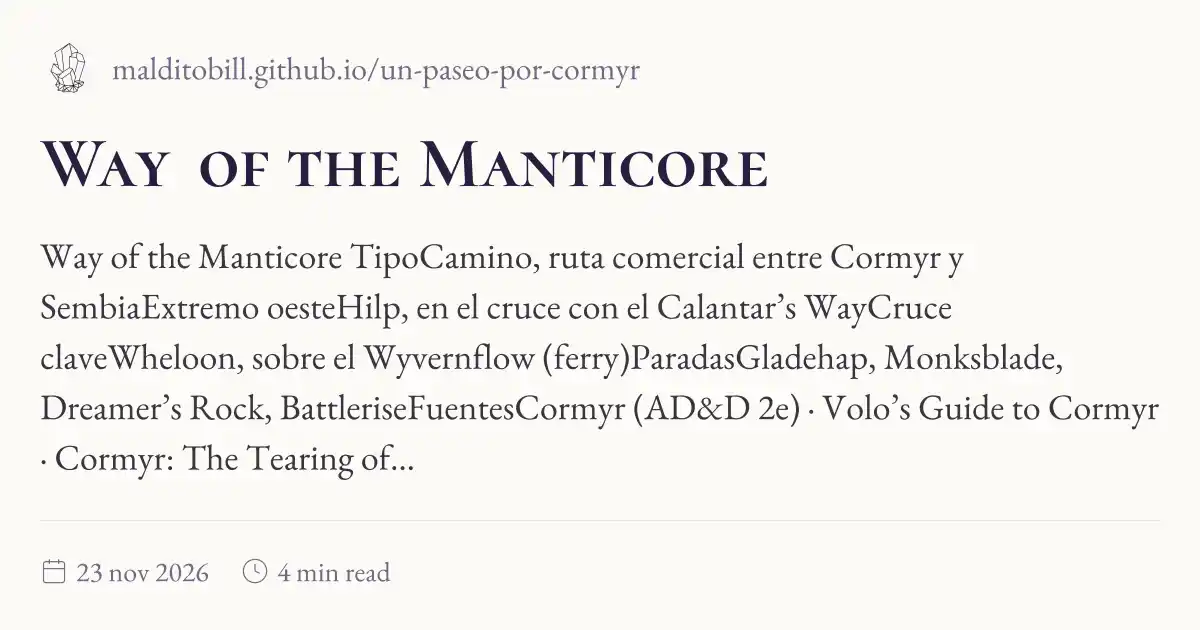 malditobill.github.io/un-paseo-por-cormyr
Way of the Manticore
Way of the Manticore TipoCamino, ruta comercial entre Cormyr y
SembiaExtremo oesteHilp, en el cruce con el Calantar’s WayCruce
claveWheloon, sobre el Wyvernflow (ferry)ParadasGladehap, Monksblade,
Dreamer’s Rock, BattleriseFuentesCormyr (AD&D 2e) · Volo’s Guide to Cormyr
· Cormyr: The Tearing of...
23 nov 2026 4 min read